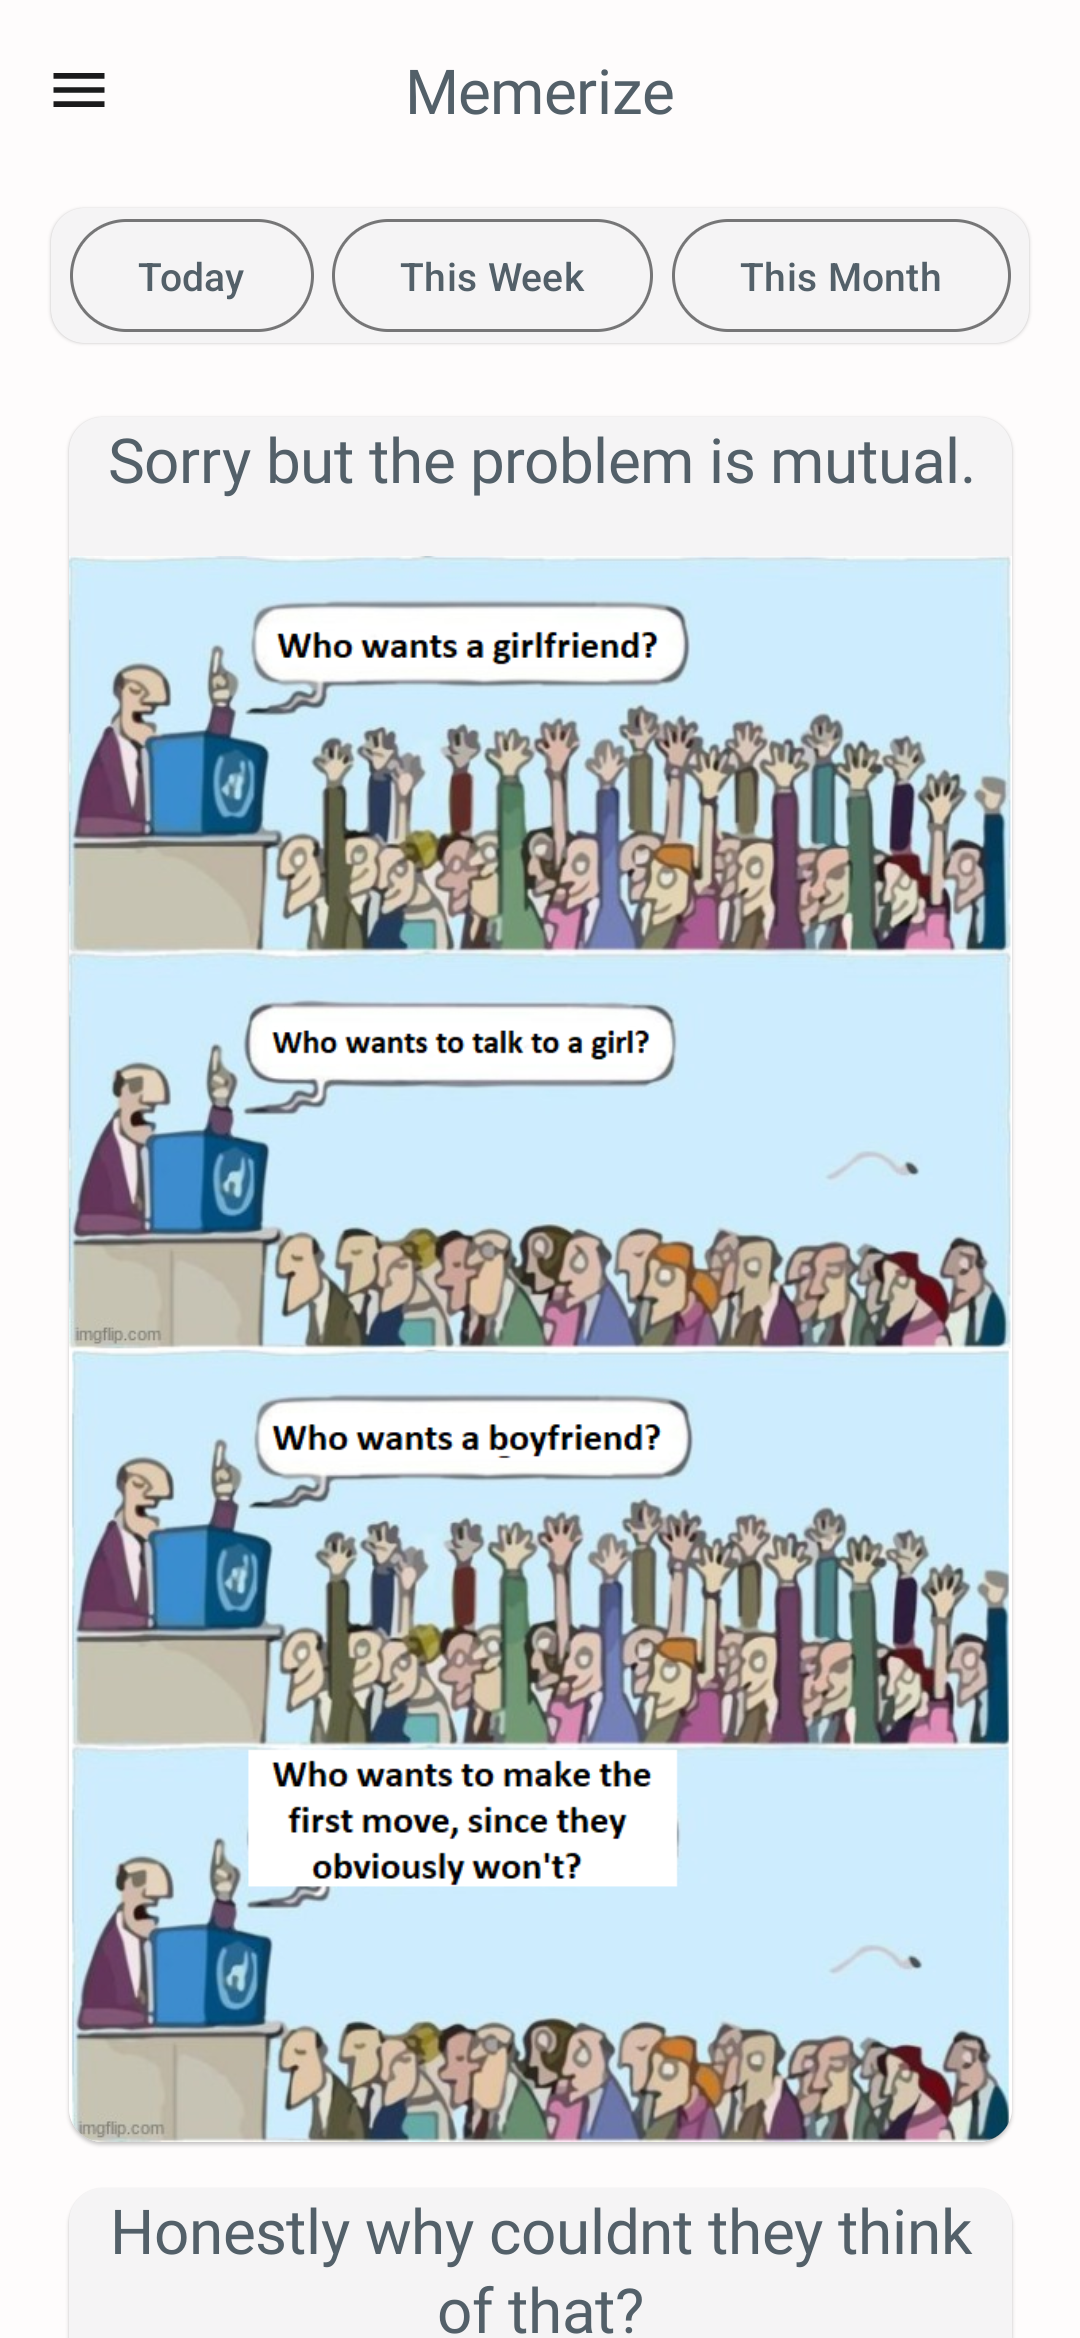 Memerize
Today
This Week
This Month
Sorry but the problem is mutual.
Who wants a girlfriend?
Who wants to talk to a girl?
imgflip.com
Who wants a boyfriend?
Who wants to make the
first move, since they
obviously won't?
imgflip.com
Honestly why couldnt they think
of that?